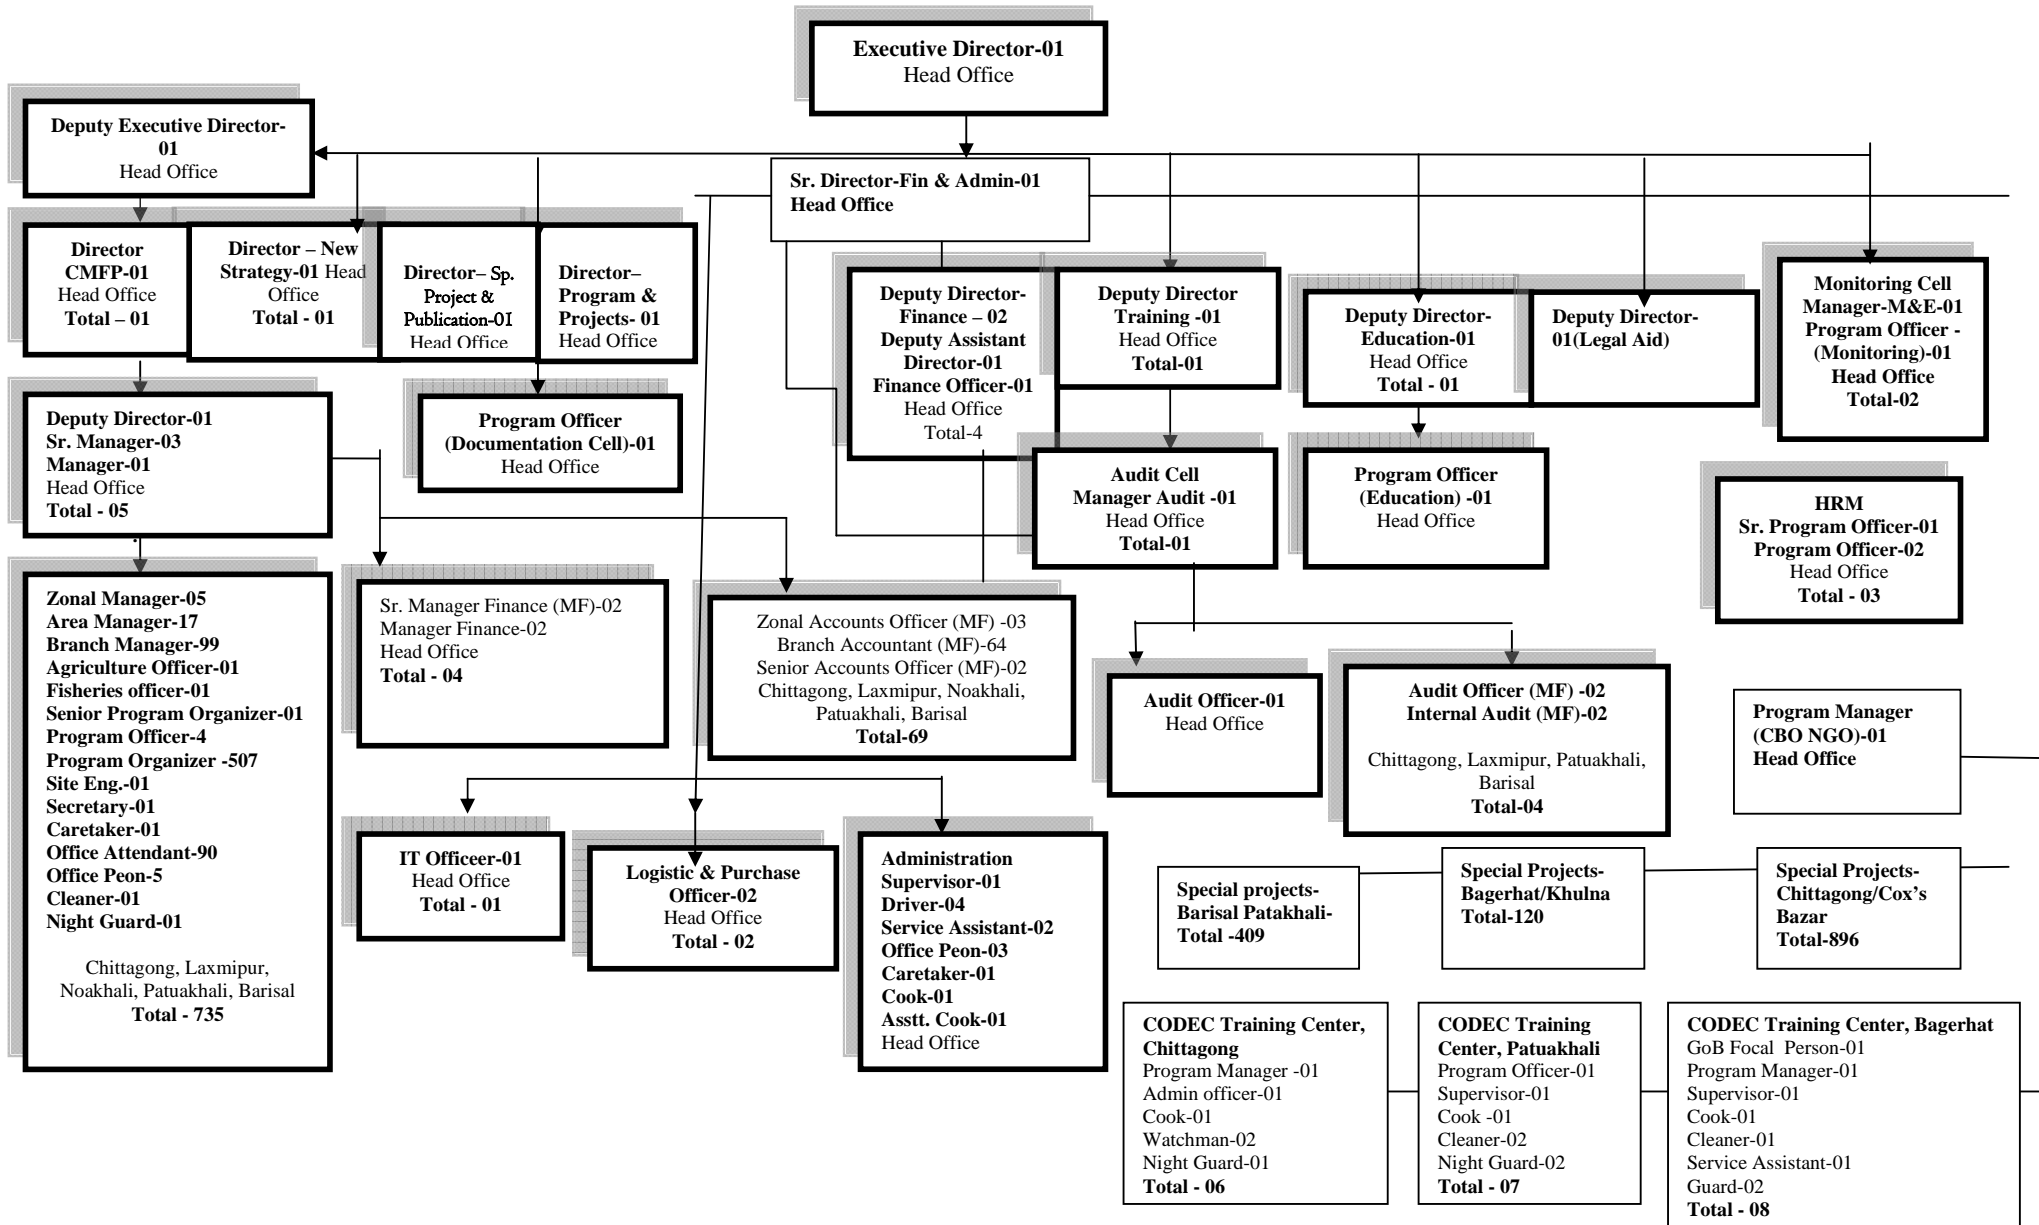 Executive Director-01
Head Office
Deputy Executive Director-
01
Head Office
Sr. Director-Fin & Admin-01
Head Office
Director
CMFP-01
Head Office
Total – 01
Director – New
Strategy-01 Head
Office
Total - 01
Director– Sp.
Project &
Publication-01
Head Office
Director–
Program &
Projects- 01
Head Office
Deputy Director-
Finance – 02
Deputy Assistant
Director-01
Finance Officer-01
Head Office
Total-4
Deputy Director
Training -01
Head Office
Total-01
Deputy Director-
Education-01
Head Office
Total - 01
Deputy Director-
01(Legal Aid)
Monitoring Cell
Manager-M&E-01
Program Officer -
(Monitoring)-01
Head Office
Total-02
Deputy Director-01
Sr. Manager-03
Manager-01
Head Office
Total - 05
Program Officer
(Documentation Cell)-01
Head Office
Audit Cell
Manager Audit -01
Head Office
Total-01
Program Officer
(Education) -01
Head Office
HRM
Sr. Program Officer-01
Program Officer-02
Head Office
Total - 03
Zonal Manager-05
Area Manager-17
Branch Manager-99
Agriculture Officer-01
Fisheries officer-01
Senior Program Organizer-01
Program Officer-4
Program Organizer -507
Site Eng.-01
Secretary-01
Caretaker-01
Office Attendant-90
Office Peon-5
Cleaner-01
Night Guard-01
Chittagong, Laxmipur,
Noakhali, Patuakhali, Barisal
Total - 735
Sr. Manager Finance (MF)-02
Manager Finance-02
Head Office
Total - 04
Zonal Accounts Officer (MF) -03
Branch Accountant (MF)-64
Senior Accounts Officer (MF)-02
Chittagong, Laxmipur, Noakhali,
Patuakhali, Barisal
Total-69
Audit Officer-01
Head Office
Audit Officer (MF) -02
Internal Audit (MF)-02
Chittagong, Laxmipur, Patuakhali,
Barisal
Total-04
Program Manager
(CBO NGO)-01
Head Office
IT Officeer-01
Head Office
Total - 01
Logistic & Purchase
Officer-02
Head Office
Total - 02
Administration
Supervisor-01
Driver-04
Service Assistant-02
Office Peon-03
Caretaker-01
Cook-01
Asstt. Cook-01
Head Office
Special projects-
Barisal Patakhali-
Total -409
Special Projects-
Bagerhat/Khulna
Total-120
Special Projects-
Chittagong/Cox's
Bazar
Total-896
CODEC Training Center,
Chittagong
Program Manager -01
Admin officer-01
Cook-01
Watchman-02
Night Guard-01
Total - 06
CODEC Training
Center, Patuakhali
Program Officer-01
Supervisor-01
Cook -01
Cleaner-02
Night Guard-02
Total - 07
CODEC Training Center, Bagerhat
GoB Focal  Person-01
Program Manager-01
Supervisor-01
Cook-01
Cleaner-01
Service Assistant-01
Guard-02
Total - 08